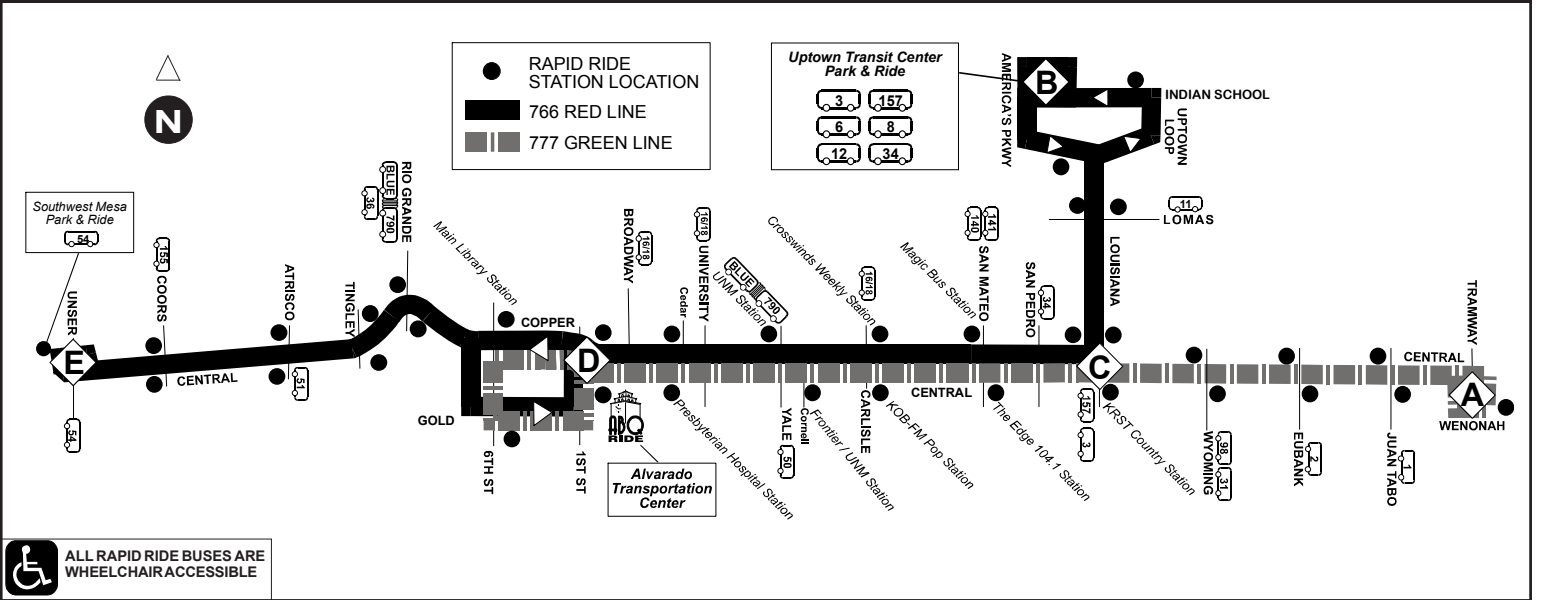 N
RAPID RIDE
STATION LOCATION
766 RED LINE
777 GREEN LINE
Uptown Transit Center
Park & Ride
3
157
6
8
12
34
AMERICA'S PKWY
B
INDIAN SCHOOL
UPTOWN
LOOP
11
LOMAS
LOUISIANA
Southwest Mesa
Park & Ride
54
UNISER
E
54
155
COORS
ATRISCO
51
CENTRAL
TINGLEY
36
BLUE
790
RIO GRANDE
Main Library Station
COPPER
GOLD
6TH ST
1ST ST
D
ABQ
RIDE
Alvarado
Transportation
Center
BROADWAY
16/18
Cedar
16/18
UNIVERSITY
BLUE
790
UNM Station
Crosswinds Weekly Station
16/18
Magic Bus Station
140
141
SAN MATEO
SAN PEDRO
34
Presbyterian Hospital Station
YALE
50
Cornell
Frontier / UNM Station
CARLISLE
KOB-FM Pop Station
CENTRAL
The Edge 104.1 Station
C
157
3
KRST Country Station
WYOMING
98
31
EUBANK
2
JUAN TABO
1
CENTRAL
TRAMWAY
A
WENONAH
ALL RAPID RIDE BUSES ARE
WHEELCHAIR ACCESSIBLE